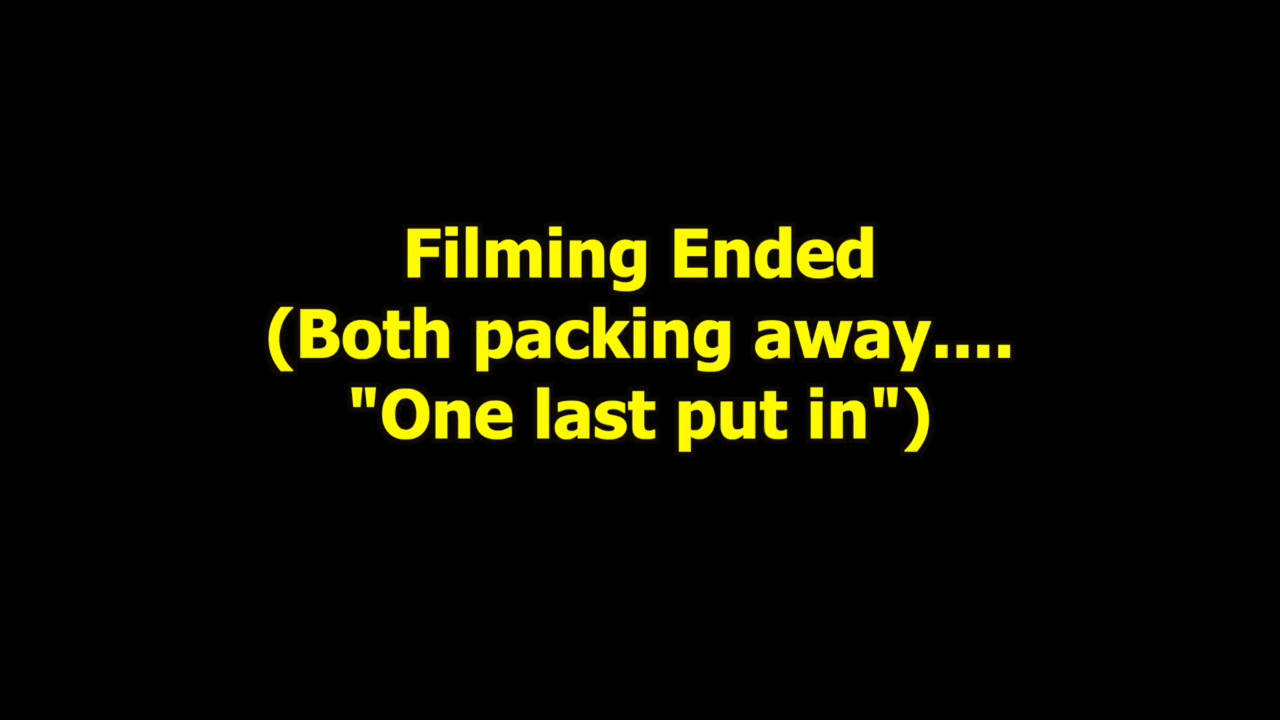 Filming Ended
(Both packing away....
"One last put in")